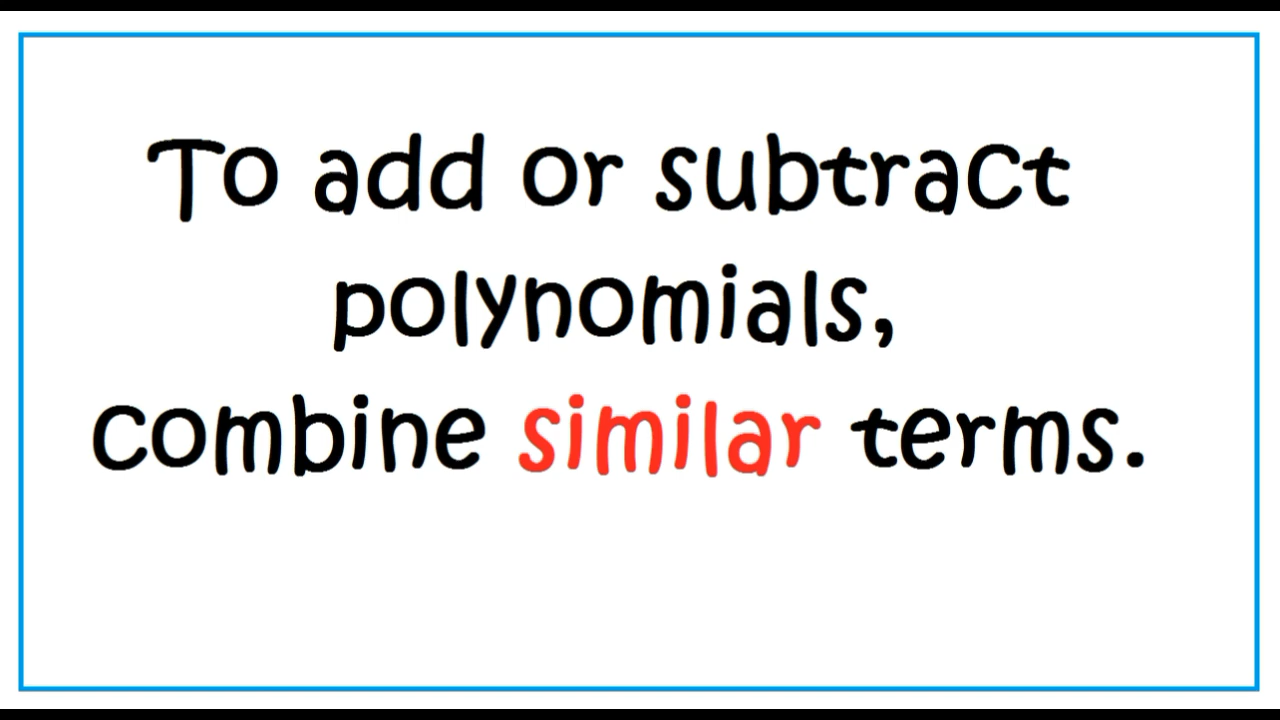 To add or subtract
polynomials,
combine similar terms.